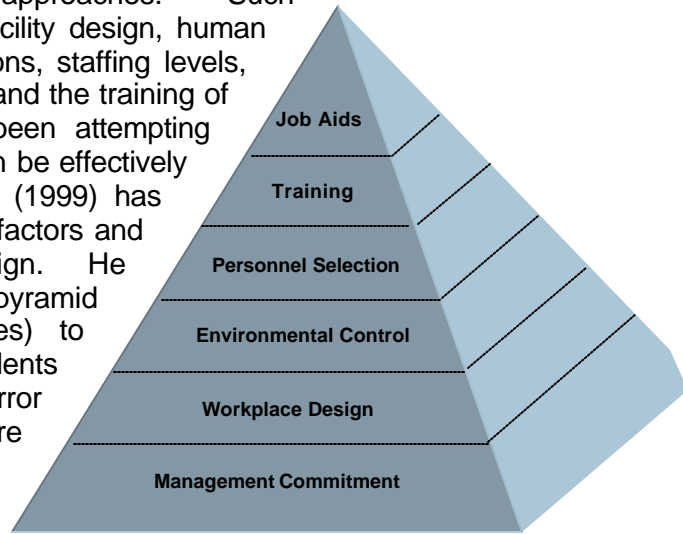 approaches. Such
cility design, human
ons, staffing levels,
and the training of
been attempting
n be effectively
(1999) has
factors and
ign. He
pyramid
es) to
dents
rror
re
Job Aids
Training
Personnel Selection
Environmental Control
Workplace Design
Management Commitment